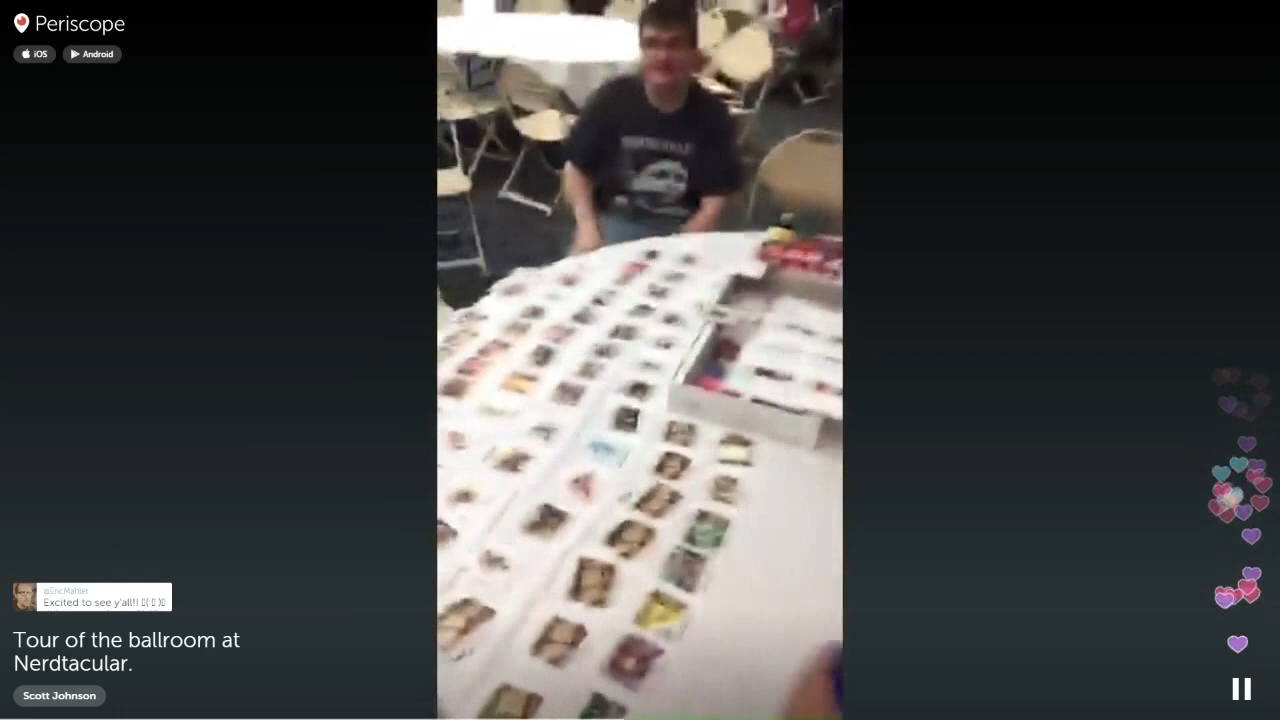 Periscope
iOS
Android
@EricMahler
Excited to see y'all!!
Tour of the ballroom at
Nerdtacular.
Scott Johnson